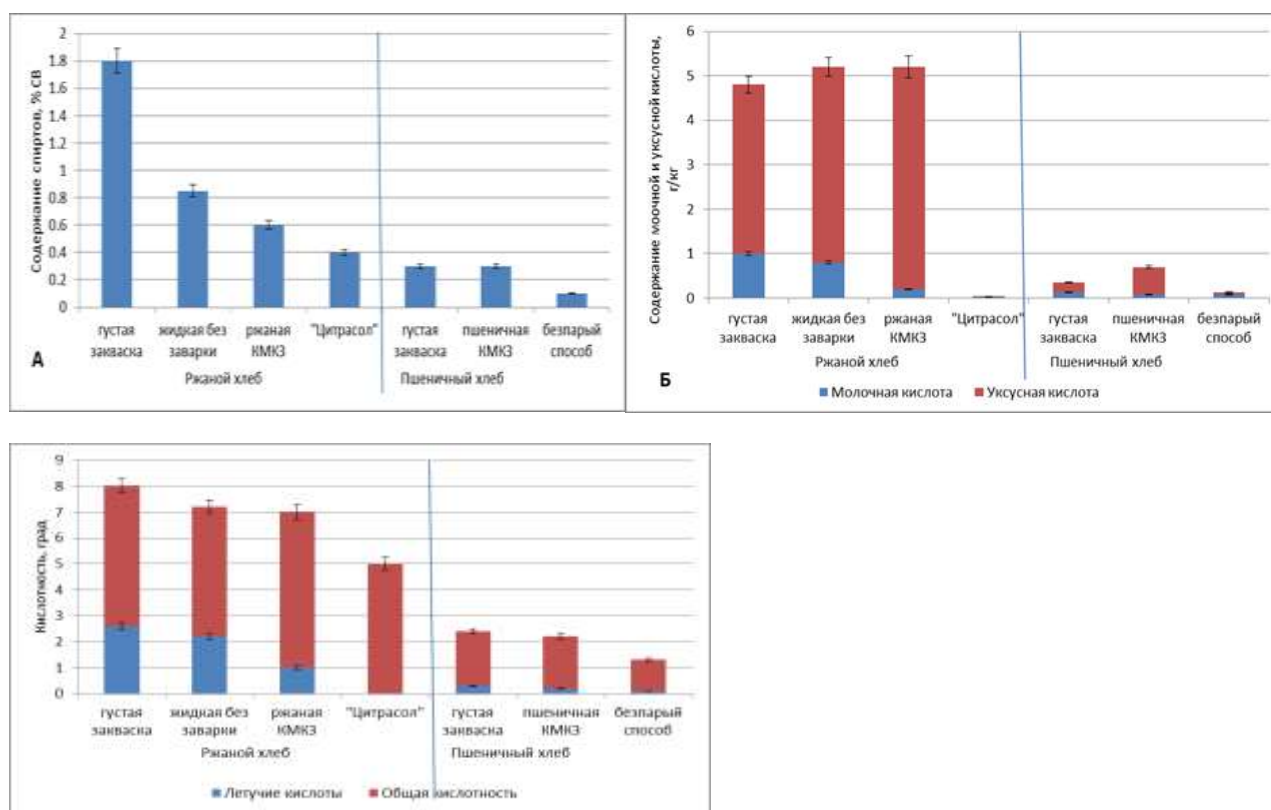 Содержание спиртов, % СВ
2
1.8
1.6
1.4
1.2
1
0.8
0.6
0.4
0.2
0
густая закваска
жидкая без заварки
ржаная КМКЗ
"Цитрасол"
густая закваска
пшеничная КМКЗ
безпарый способ
А
Ржаной хлеб
Пшеничный хлеб
Содержание моочной и уксусной кислоты,
г/кг
6
5
4
3
2
1
0
густая закваска
жидкая без заварки
ржаная КМКЗ
"Цитрасол"
густая закваска
пшеничная КМКЗ
безпарый способ
Ржаной хлеб
Пшеничный хлеб
Б
Молочная кислота
Уксусная кислота
Кислотность, град
9
8
7
6
5
4
3
2
1
0
густая закваска
жидкая без заварки
ржаная КМКЗ
"Цитрасол"
густая закваска
пшеничная КМКЗ
безпарый способ
Ржаной хлеб
Пшеничный хлеб
Летучие кислоты
Общая кислотность